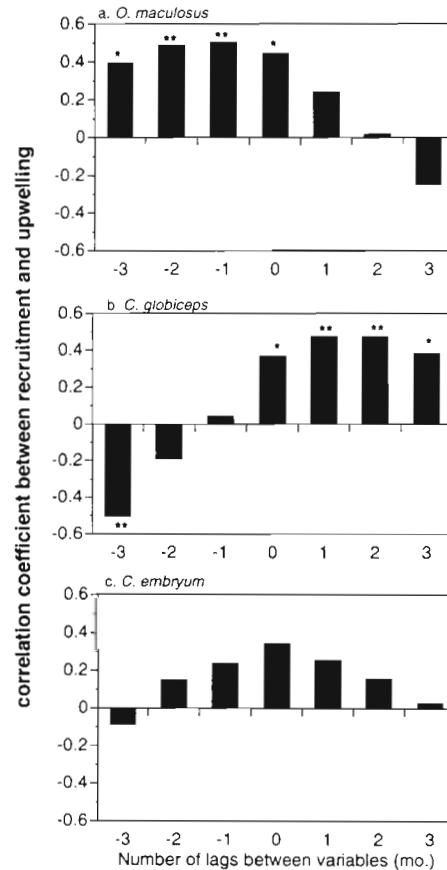 a. O. maculosus
0.6
0.4
0.2
0
-0.2
-0.4
-0.6
* ** ** *
-3 -2 -1 0 1 2 3
b C. globiceps
0.6
0.4
0.2
0
-0.2
-0.4
-0.6
* ** ** *
**
-3 -2 -1 0 1 2 3
c. C. embryum
0.6
0.4
0.2
0
-0.2
-0.4
-0.6
-3 -2 -1 0 1 2 3
Number of lags between variables (mo.)
correlation coefficient between recruitment and upwelling